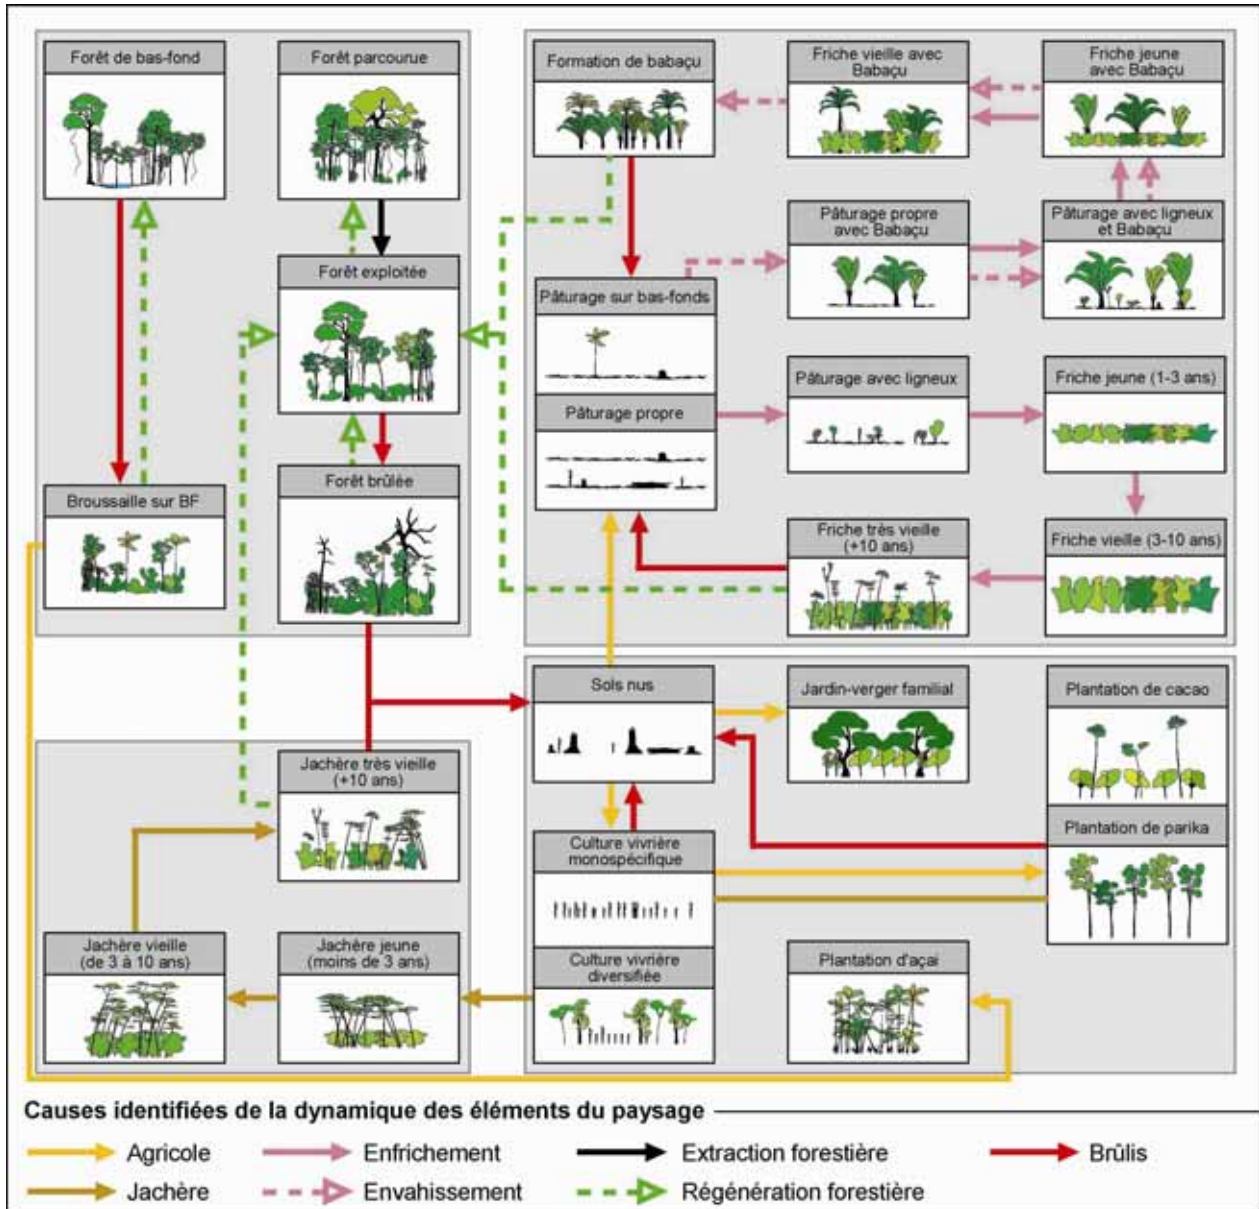 Forêt de bas-fond
Forêt parcourue
Formation de babaçu
Friche vieille avec
Babaçu
Friche jeune
avec Babaçu
Pâturage propre
avec Babaçu
Pâturage avec ligneux
et Babaçu
Forêt exploitée
Pâturage sur bas-fonds
Pâturage avec ligneux
Friche jeune (1-3 ans)
Pâturage propre
Broussaille sur BF
Forêt brûlée
Friche très vieille
(+10 ans)
Friche vieille (3-10 ans)
Sols nus
Jardin-verger familial
Plantation de cacao
Jachère très vieille
(+10 ans)
Culture vivrière
monospécifique
Plantation de parika
Jachère vieille
(de 3 à 10 ans)
Jachère jeune
(moins de 3 ans)
Culture vivrière
diversifiée
Plantation d'açai
Causes identifiées de la dynamique des éléments du paysage
Agricole
Enfrichement
Extraction forestière
Brûlis
Jachère
Envahissement
Régénération forestière